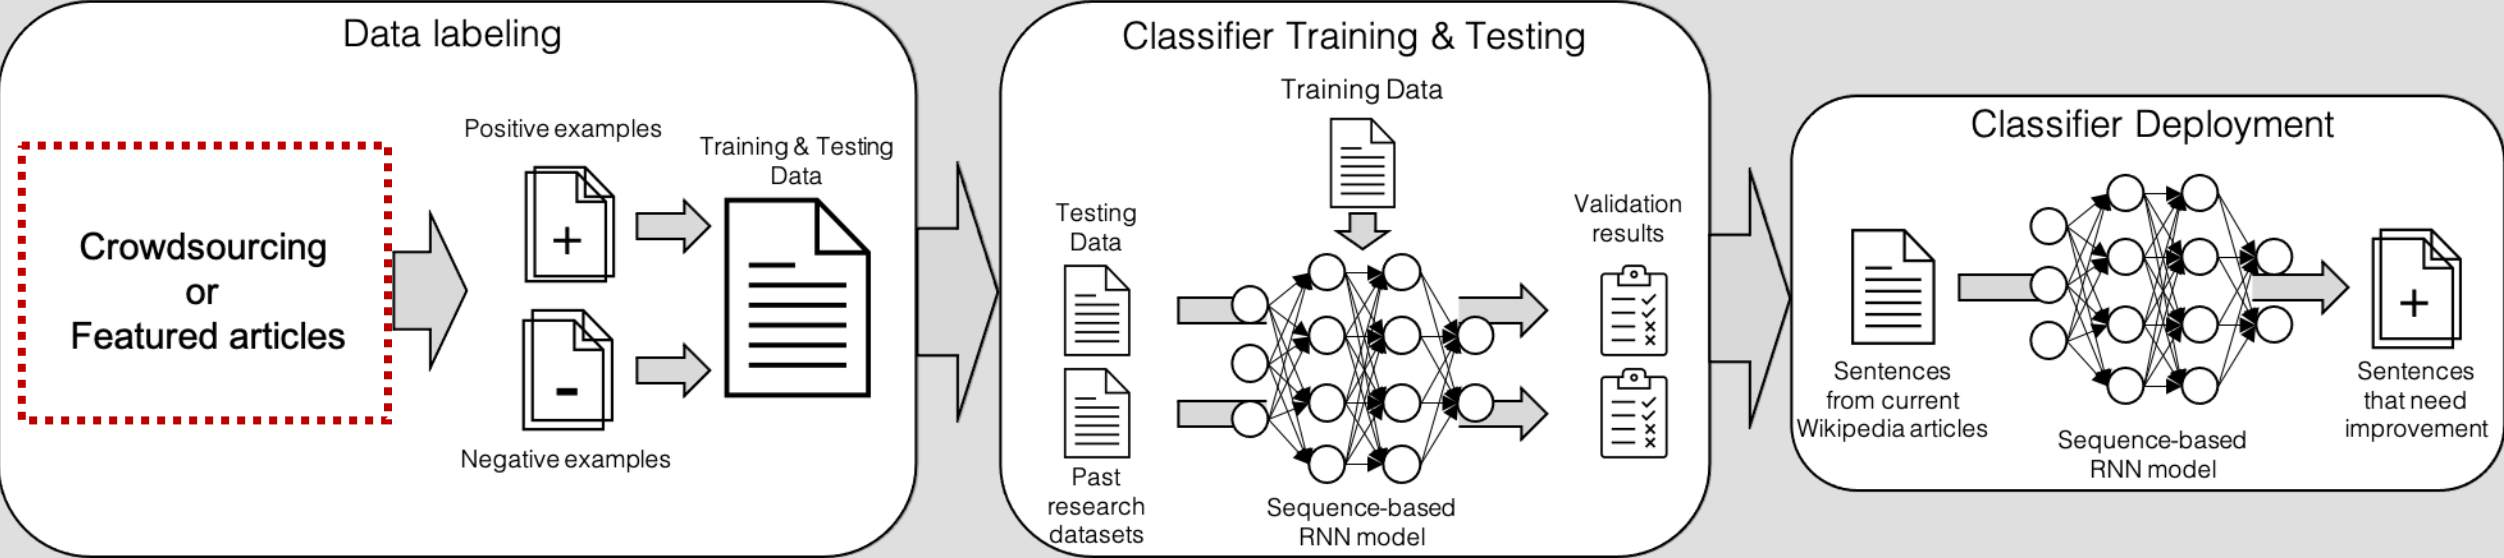 Data labeling
Crowdsourcing
or
Featured articles
Positive examples
+
-
Negative examples
Training & Testing
Data
Classifier Training & Testing
Training Data
Testing
Data
Past
research
datasets
Sequence-based
RNN model
Validation
results
Classifier Deployment
Sentences
from current
Wikipedia articles
Sequence-based
RNN model
+
Sentences
that need
improvement